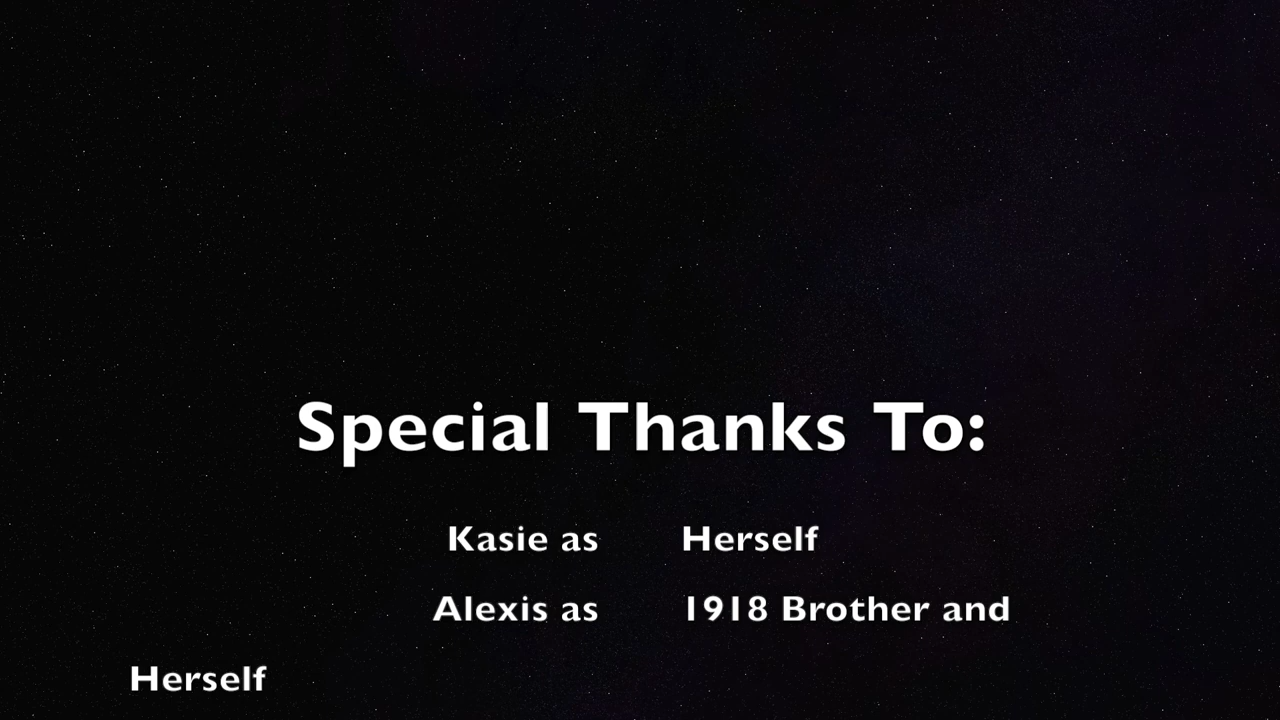 Special Thanks To:
Kasie as Herself
Alexis as 1918 Brother and
Herself